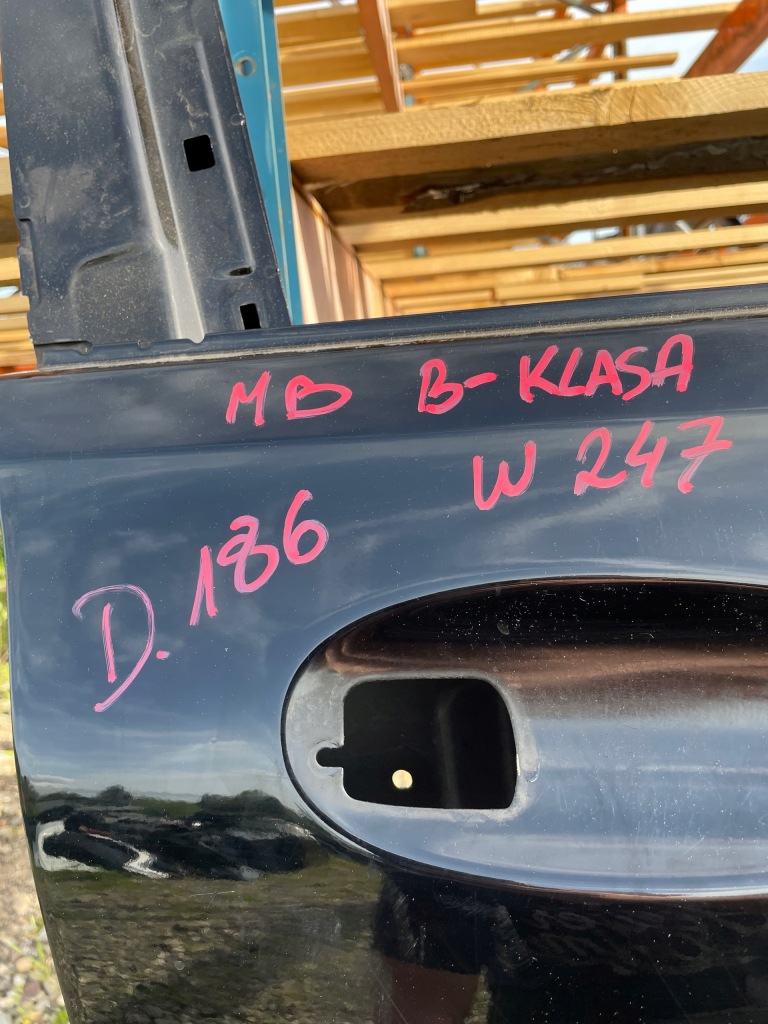 MB B-KLASA
W 247
D.186